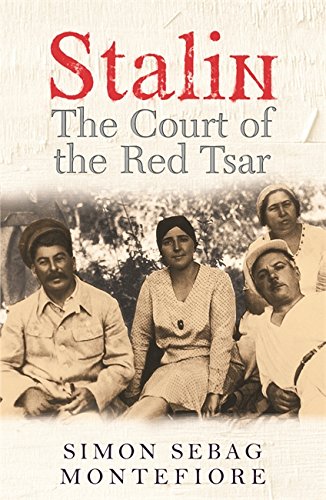 Stalin
The Court of
the Red Tsar
SIMON SEBAG
MONTEFIORE